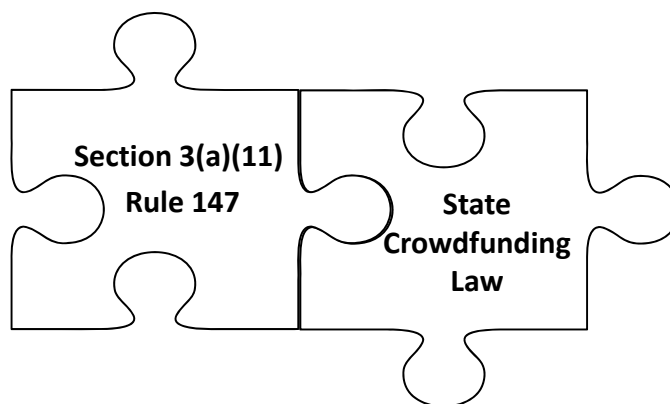 Section 3(a)(11)
Rule 147
State
Crowdfunding
Law